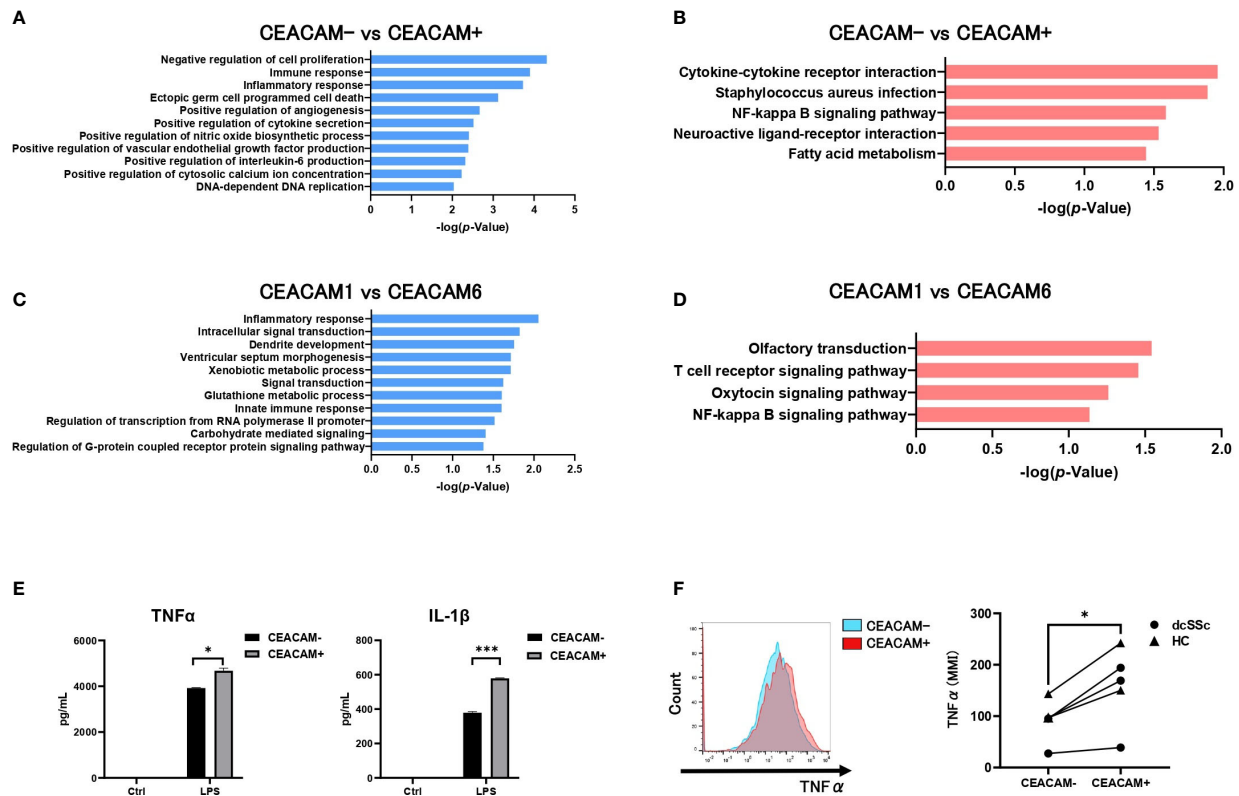 A
CEACAM− vs CEACAM+
Negative regulation of cell proliferation
Immune response
Inflammatory response
Ectopic germ cell programmed cell death
Positive regulation of angiogenesis
Positive regulation of cytokine secretion
Positive regulation of nitric oxide biosynthetic process
Positive regulation of vascular endothelial growth factor production
Positive regulation of interleukin-6 production
Positive regulation of cytosolic calcium ion concentration
DNA-dependent DNA replication
0 1 2 3 4 5
-log(p-Value)
B
CEACAM− vs CEACAM+
Cytokine-cytokine receptor interaction
Staphylococcus aureus infection
NF-kappa B signaling pathway
Neuroactive ligand-receptor interaction
Fatty acid metabolism
0.0 0.5 1.0 1.5 2.0
-log(p-Value)
C
CEACAM1 vs CEACAM6
Inflammatory response
Intracellular signal transduction
Dendrite development
Ventricular septum morphogenesis
Xenobiotic metabolic process
Signal transduction
Glutathione metabolic process
Innate immune response
Regulation of transcription from RNA polymerase II promoter
Carbohydrate mediated signaling
Regulation of G-protein coupled receptor protein signaling pathway
0.0 0.5 1.0 1.5 2.0 2.5
-log(p-Value)
D
CEACAM1 vs CEACAM6
Olfactory transduction
T cell receptor signaling pathway
Oxytocin signaling pathway
NF-kappa B signaling pathway
0.0 0.5 1.0 1.5 2.0
-log(p-Value)
E
TNFα
6000
4000
2000
0
pg/mL
*
Ctrl LPS
CEACAM-
CEACAM+
IL-1β
800
600
400
200
0
pg/mL
***
Ctrl LPS
CEACAM-
CEACAM+
F
Count
100
80
60
40
20
0
TNFα
CEACAM−
CEACAM+
300
200
100
0
TNFα (MMI)
*
CEACAM- CEACAM+
dcSSc
HC